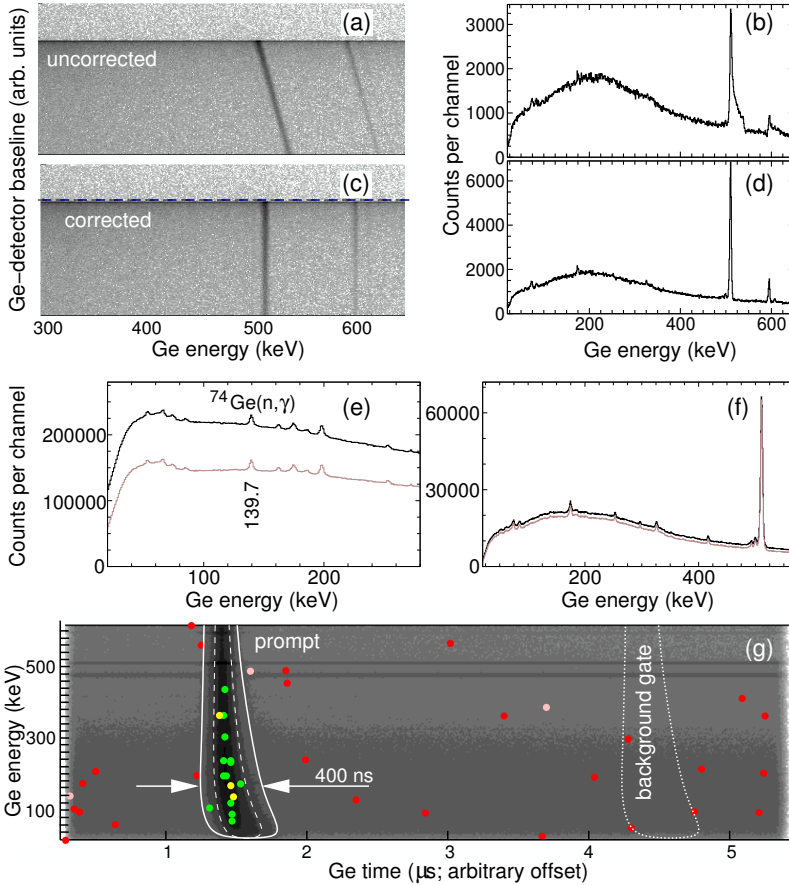 (a)
uncorrected
(c)
corrected
Ge−detector baseline (arb. units)
300 400 500 600
Ge energy (keV)
(b)
3000
2000
1000
0
(d)
6000
4000
2000
0
Counts per channel
200 400 600
Ge energy (keV)
(e)
74Ge(n,γ)
139.7
200000
100000
0
Counts per channel
100 200
Ge energy (keV)
(f)
60000
30000
0
200 400
Ge energy (keV)
(g)
prompt
400 ns
background gate
500
300
100
Ge energy (keV)
1 2 3 4 5
Ge time (μs; arbitrary offset)